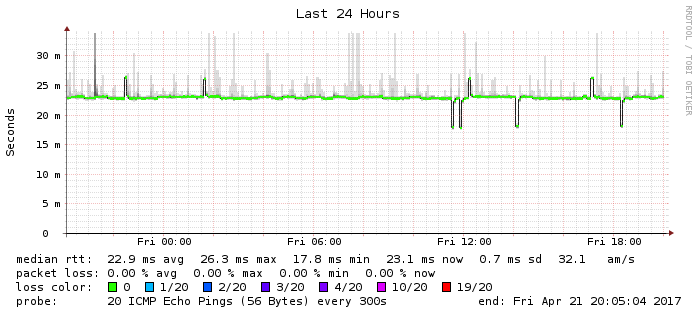 Last 24 Hours
RRDTOOL / TOBI OETIKER
Seconds
30 m
25 m
20 m
15 m
10 m
5 m
0
Fri 00:00 Fri 06:00 Fri 12:00 Fri 18:00
median rtt: 22.9 ms avg 26.3 ms max 17.8 ms min 23.1 ms now 0.7 ms sd 32.1 am/s
packet loss: 0.00 % avg 0.00 % max 0.00 % min 0.00 % now
loss color: 0 1/20 2/20 3/20 4/20 10/20 19/20
probe: 20 ICMP Echo Pings (56 Bytes) every 300s end: Fri Apr 21 20:05:04 2017